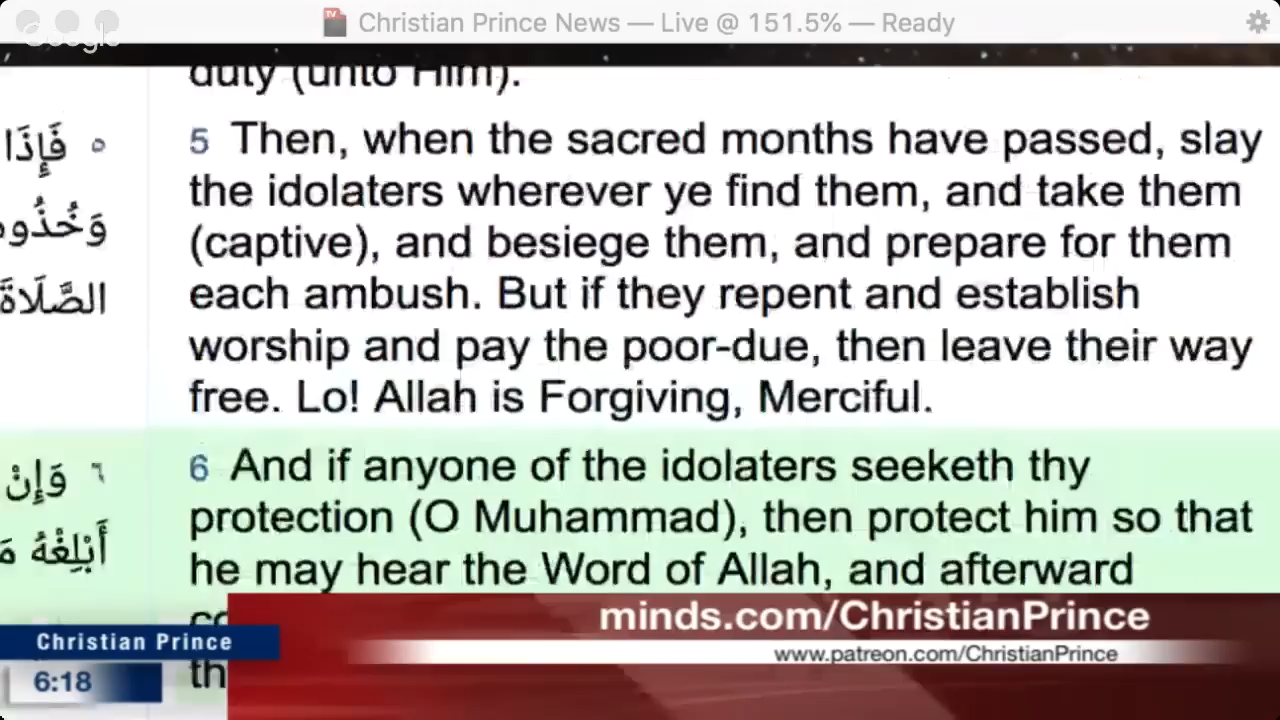 Christian Prince News — Live @ 151.5% — Ready
Google
duty (unto Him).
5 Then, when the sacred months have passed, slay
the idolaters wherever ye find them, and take them
(captive), and besiege them, and prepare for them
each ambush. But if they repent and establish
worship and pay the poor-due, then leave their way
free. Lo! Allah is Forgiving, Merciful.
٥ فَإِذَا
الصَّلَاةَ
6 And if anyone of the idolaters seeketh thy
protection (O Muhammad), then protect him so that
he may hear the Word of Allah, and afterward
٦ وَإِنْ
أَبْلِغْهُ
minds.com/ChristianPrince
www.patreon.com/ChristianPrince
Christian Prince
6:18